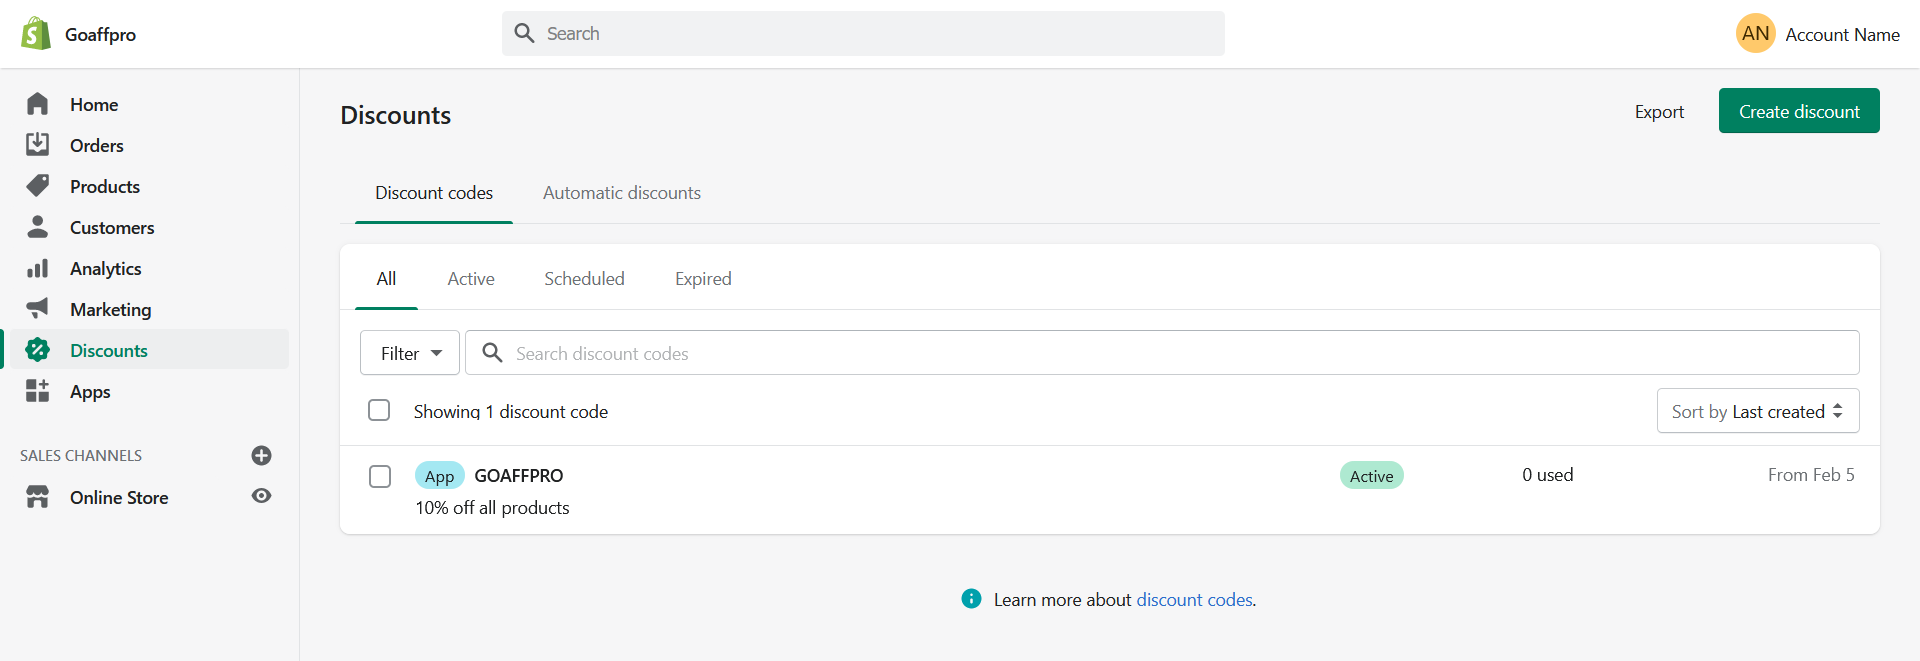 Goaffpro
Search
AN Account Name
Home
Orders
Products
Customers
Analytics
Marketing
Discounts
Apps
SALES CHANNELS
Online Store
Discounts
Export
Create discount
Discount codes
Automatic discounts
All
Active
Scheduled
Expired
Filter
Search discount codes
Showing 1 discount code
Sort by Last created
App GOAFFPRO
10% off all products
Active
0 used
From Feb 5
Learn more about discount codes.